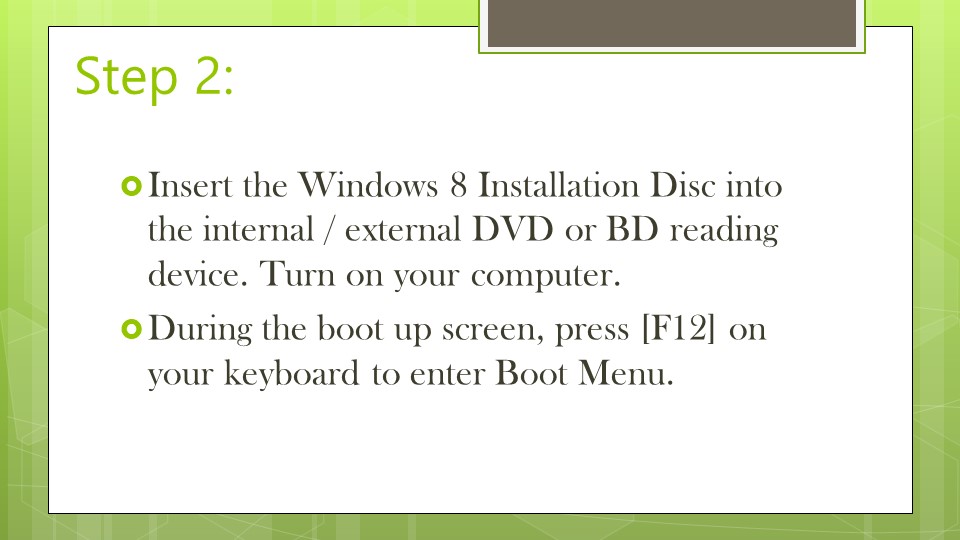 Step 2:
Insert the Windows 8 Installation Disc into
the internal / external DVD or BD reading
device. Turn on your computer.
During the boot up screen, press [F12] on
your keyboard to enter Boot Menu.